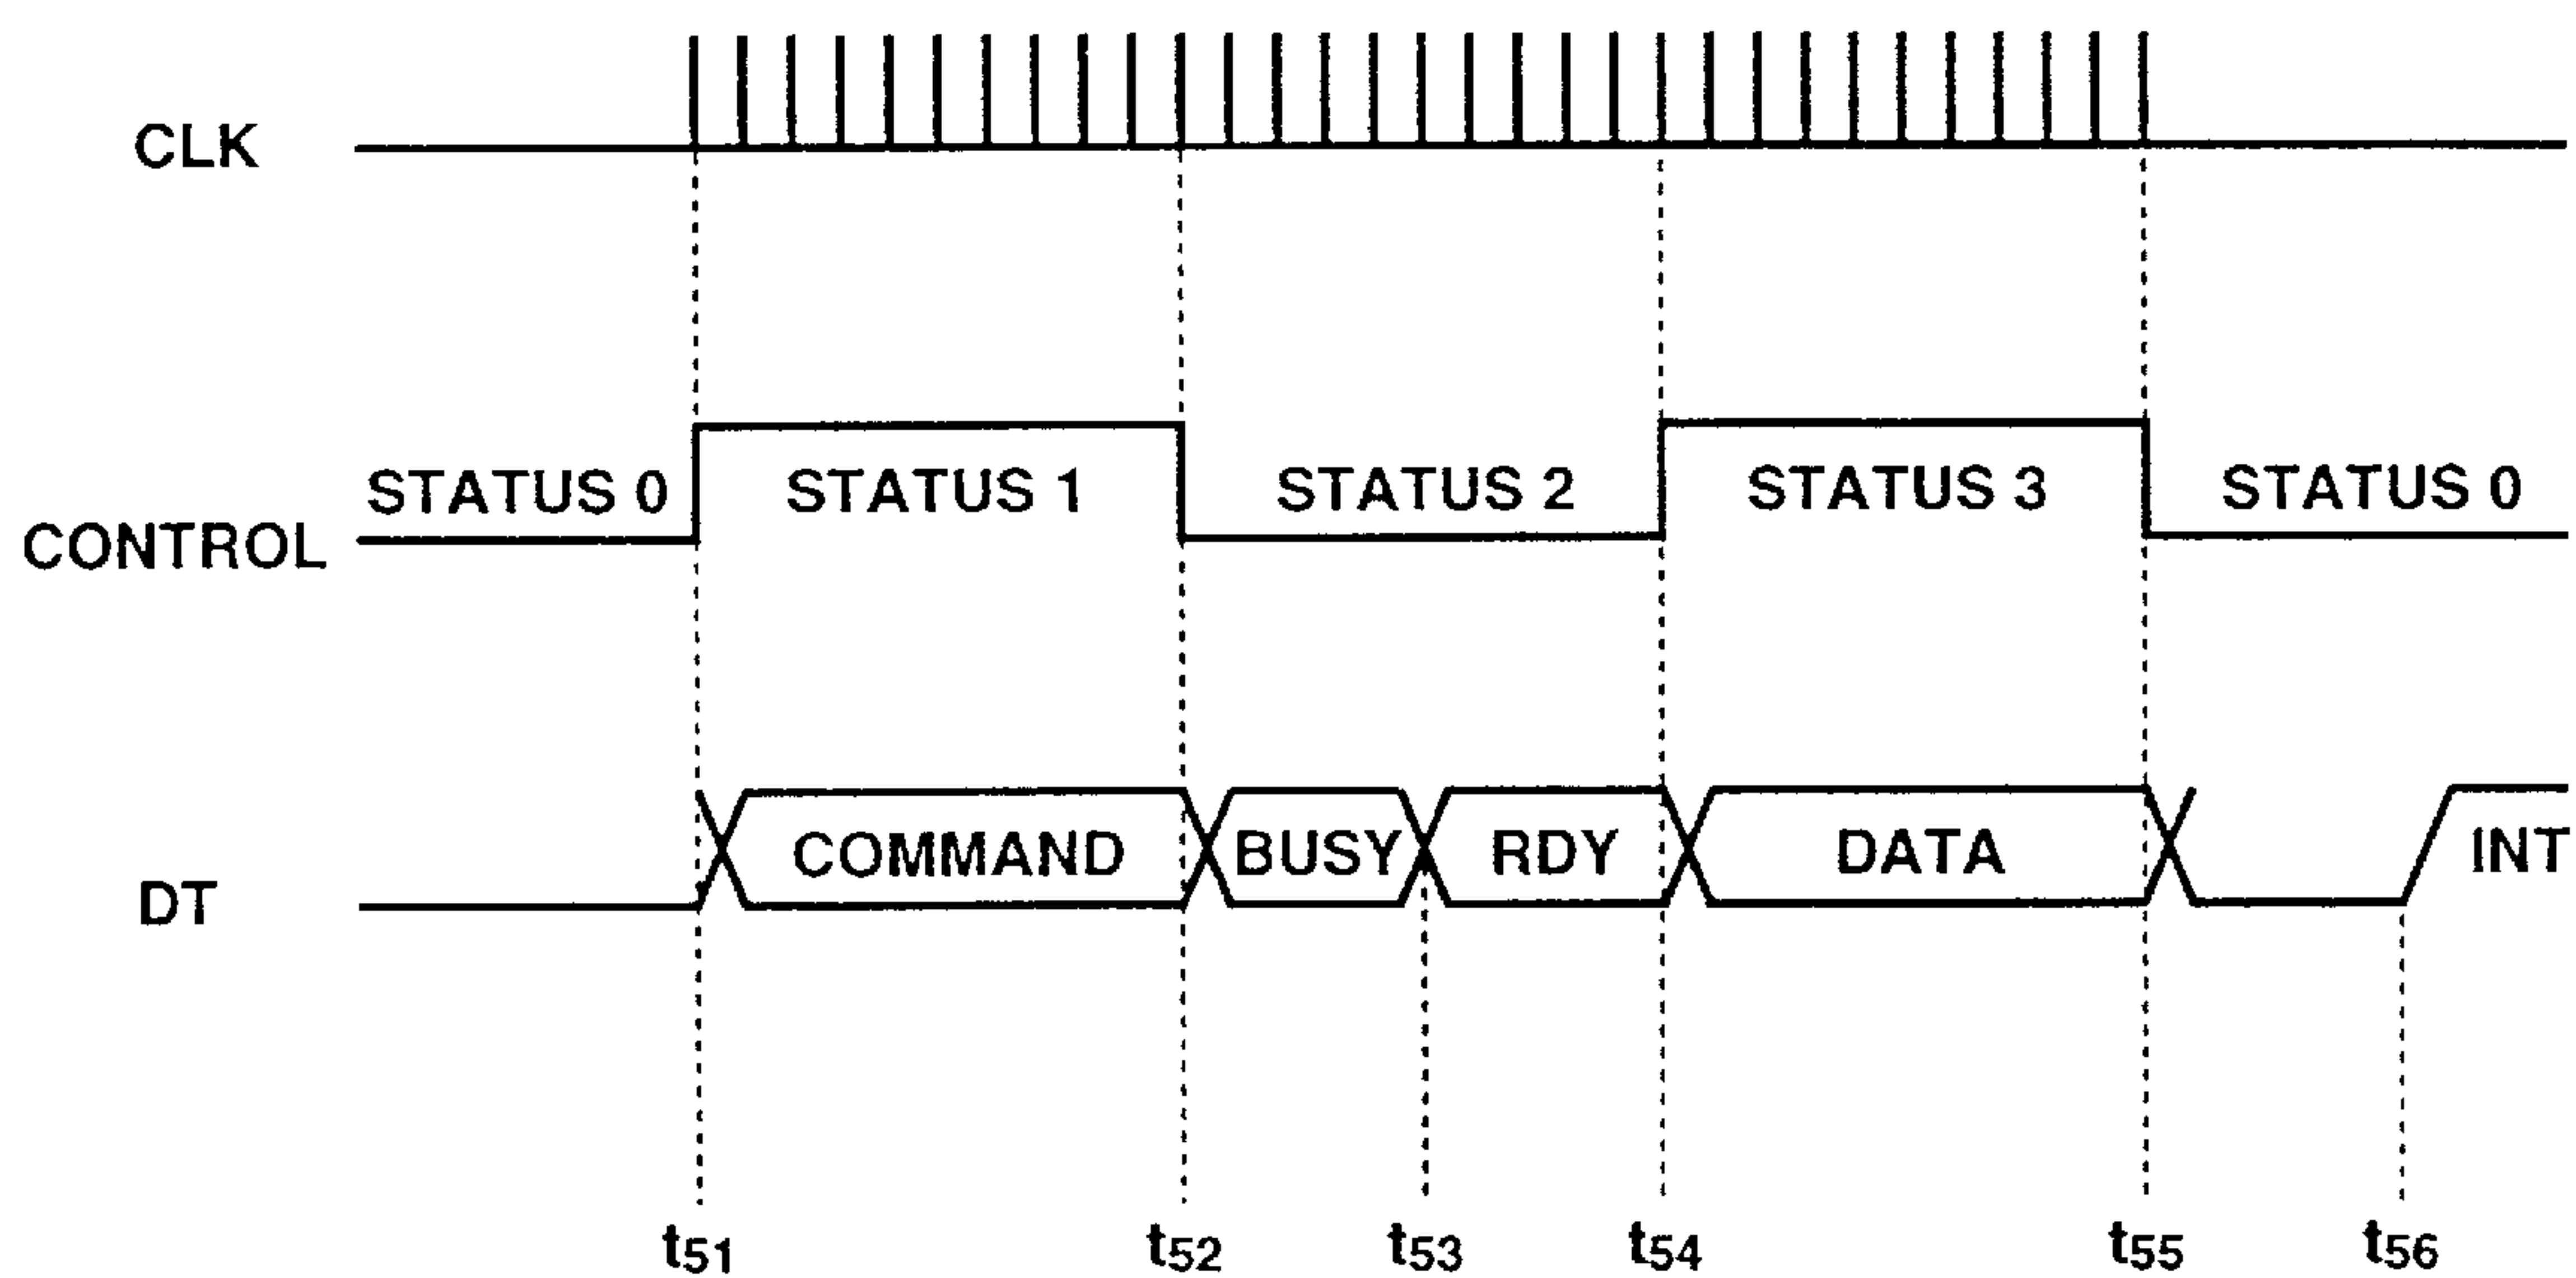 CLK
STATUS 0 STATUS 1 STATUS 2 STATUS 3 STATUS 0
CONTROL
COMMAND BUSY RDY DATA INT
DT
t51 t52 t53 t54 t55 t56